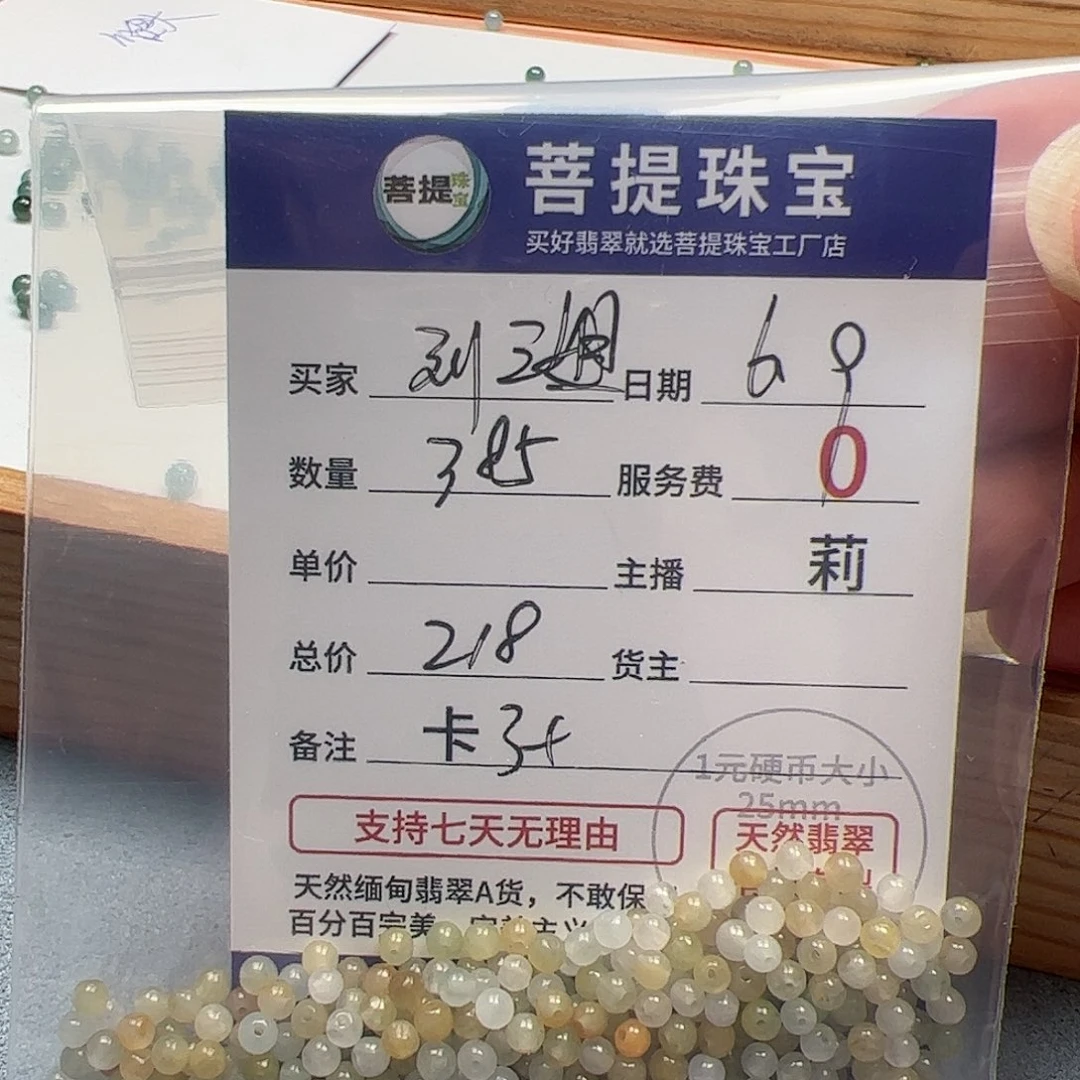 菩提珠宝
菩提珠宝
买好翡翠就选菩提珠宝工厂店
买家 刘 日期 6 9
数量 385 服务费 0
单价 主播 莉
总价 218 货主
备注 卡3+
1元硬币大小
25mm
支持七天无理由
天然翡翠
天然缅甸翡翠A货，不敢保
百分百完美